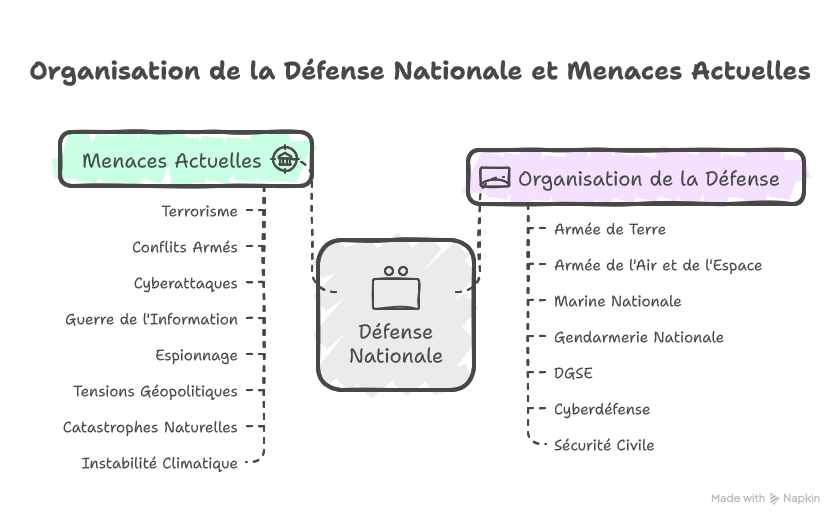 Organisation de la Défense Nationale et Menaces Actuelles
Menaces Actuelles
Terrorisme
Conflits Armés
Cyberattaques
Guerre de l'Information
Espionnage
Tensions Géopolitiques
Catastrophes Naturelles
Instabilité Climatique
Défense
Nationale
Organisation de la Défense
Armée de Terre
Armée de l'Air et de l'Espace
Marine Nationale
Gendarmerie Nationale
DGSE
Cyberdéfense
Sécurité Civile
Made with Napkin